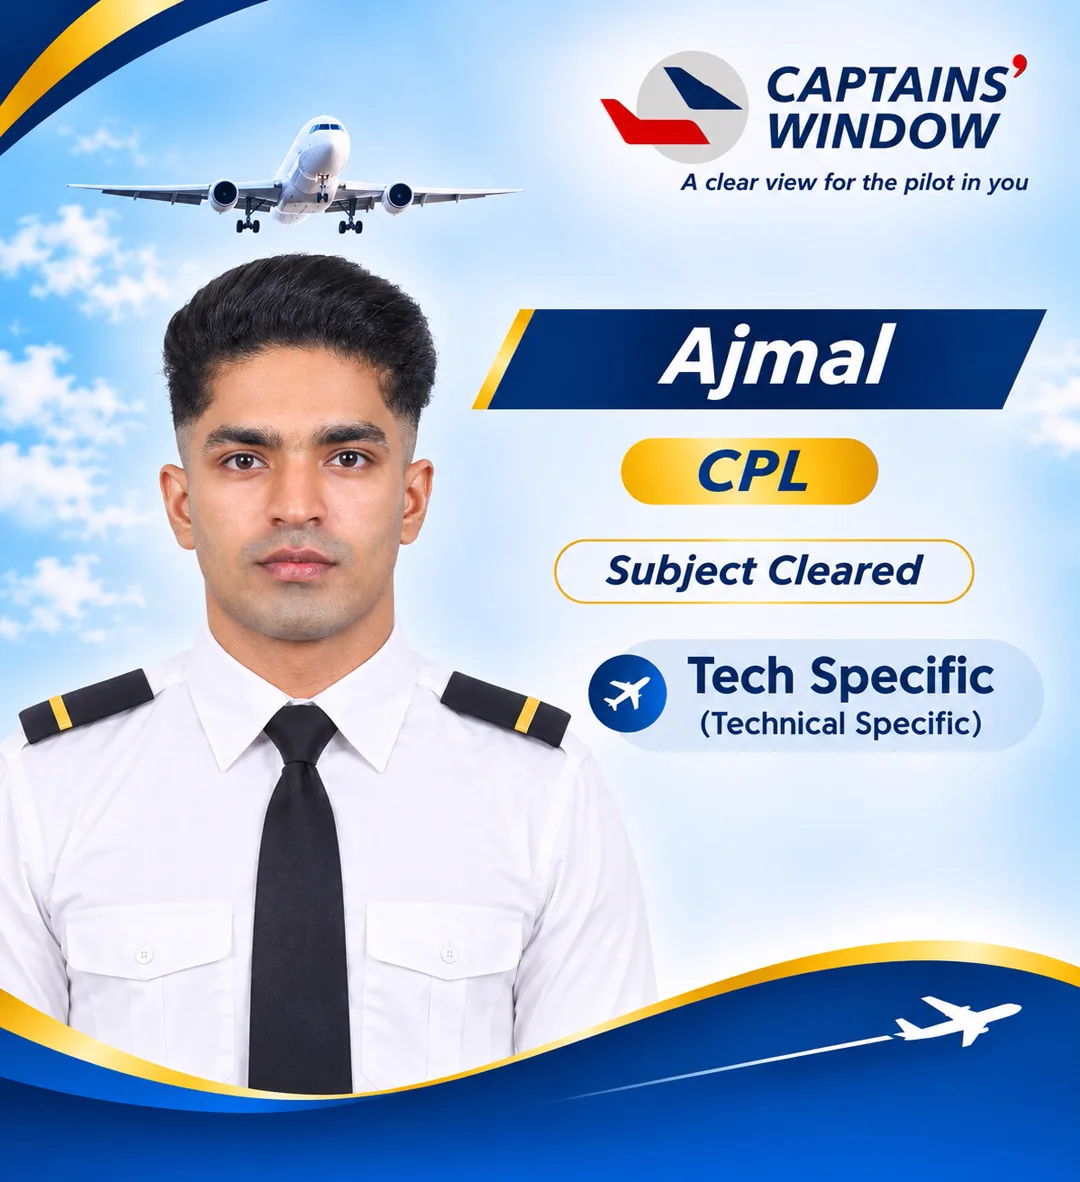 CAPTAINS’
WINDOW
A clear view for the pilot in you
Ajmal
CPL
Subject Cleared
Tech Specific
(Technical Specific)